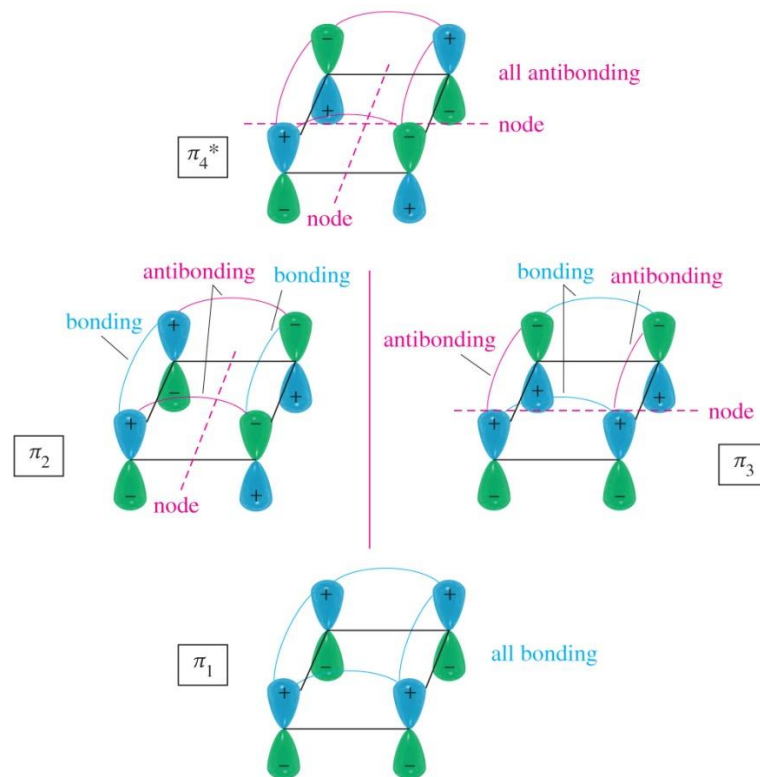 − +
all antibonding
+ −
node
+ −
π4*
− +
node
antibonding bonding
bonding
+ −
− +
+ −
π2
− +
node
bonding antibonding
antibonding
− −
+ +
node
+ +
π3
− −
+ +
all bonding
− −
π1
+ +
− −